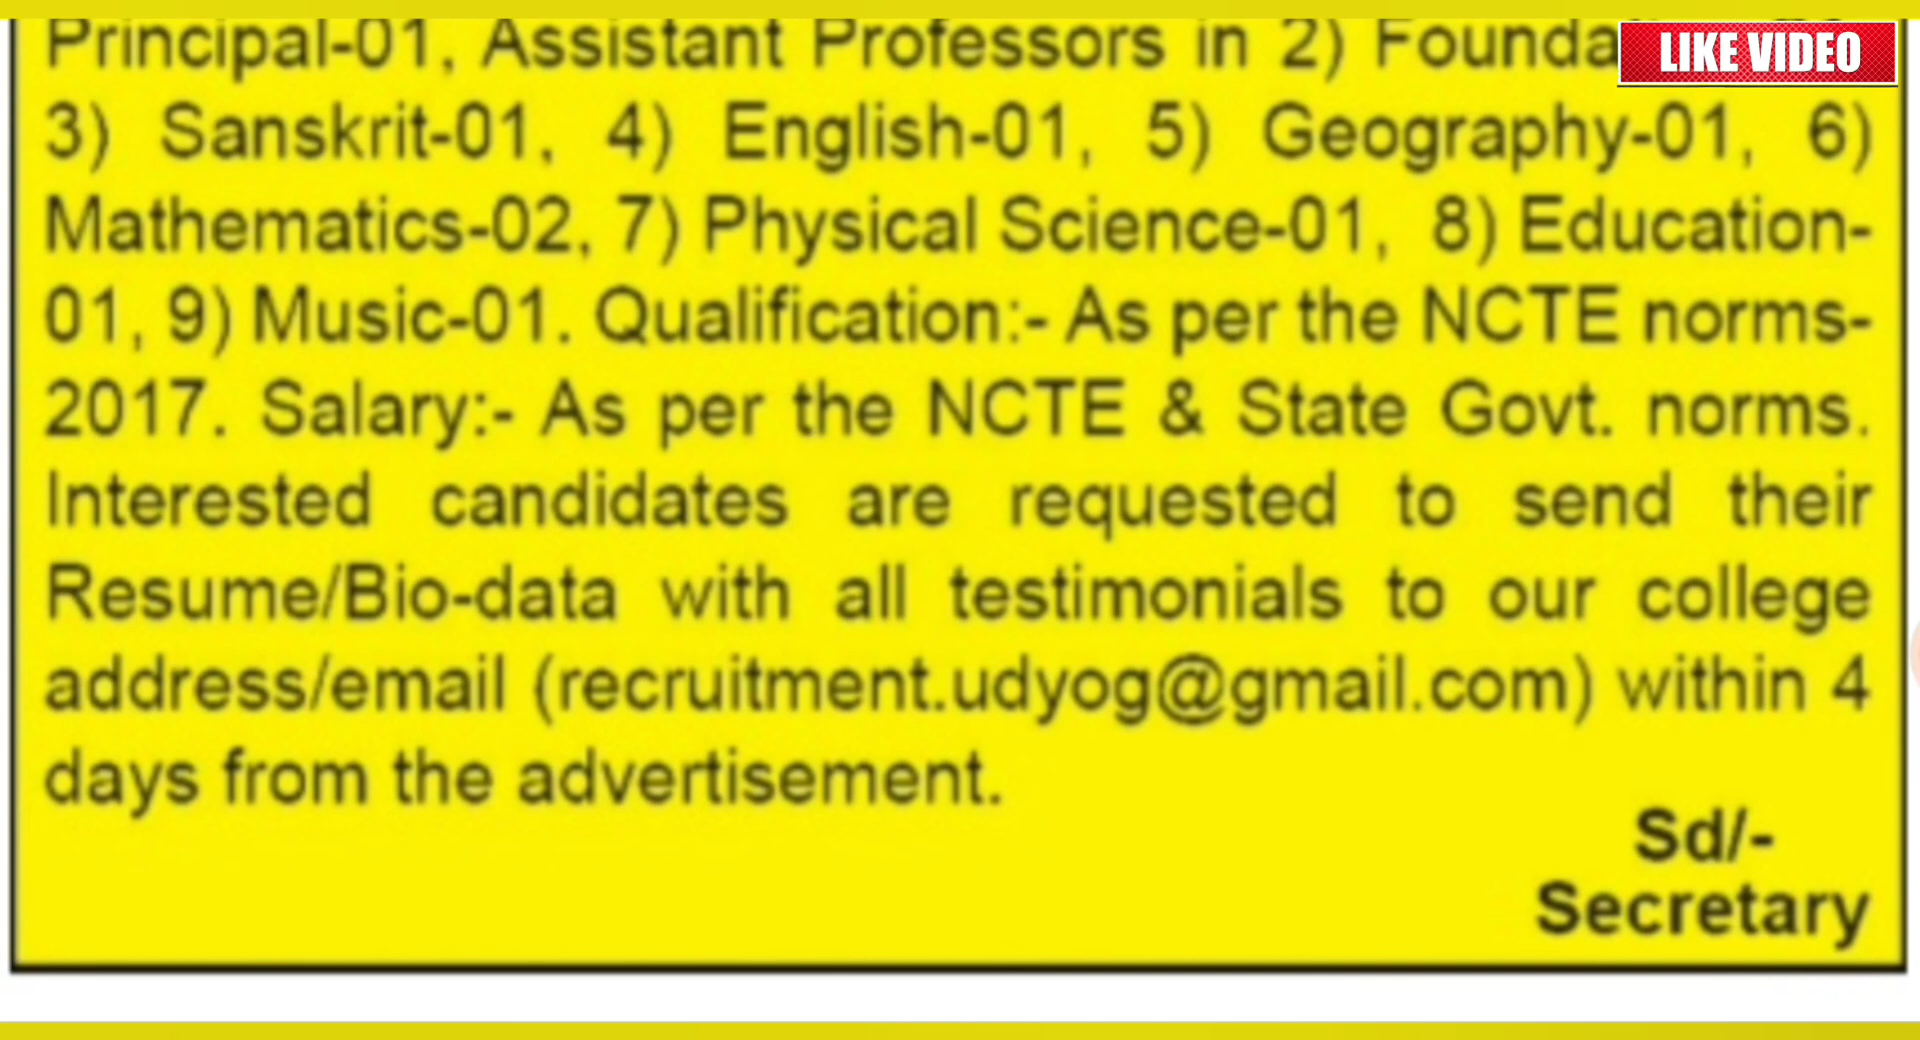 Principal-01, Assistant Professors in 2)
LIKE VIDEO
3) Sanskrit-01, 4) English-01, 5) Geography-01, 6)
Mathematics-02, 7) Physical Science-01, 8) Education-
01, 9) Music-01. Qualification:- As per the NCTE norms-
2017. Salary:- As per the NCTE & State Govt. norms.
Interested candidates are requested to send their
Resume/Bio-data with all testimonials to our college
address/email (recruitment.udyog@gmail.com) within 4
days from the advertisement.
Sd/-
Secretary